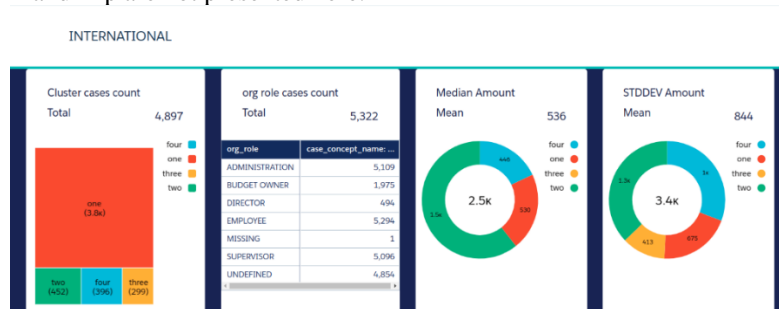 INTERNATIONAL
Cluster cases count
Total 4,897
four
one
three
two
one
(3.8K)
two
(452)
four
(396)
three
(299)
org role cases count
Total 5,322
org_role case_concept_name: ...
ADMINISTRATION 5,109
BUDGET OWNER 1,975
DIRECTOR 494
EMPLOYEE 5,294
MISSING 1
SUPERVISOR 5,096
UNDEFINED 4,854
Median Amount
Mean 536
four
one
three
two
530
1.5K
2.5K
STDDEV Amount
Mean 844
four
one
three
two
1K
675
413
1.3K
3.4K